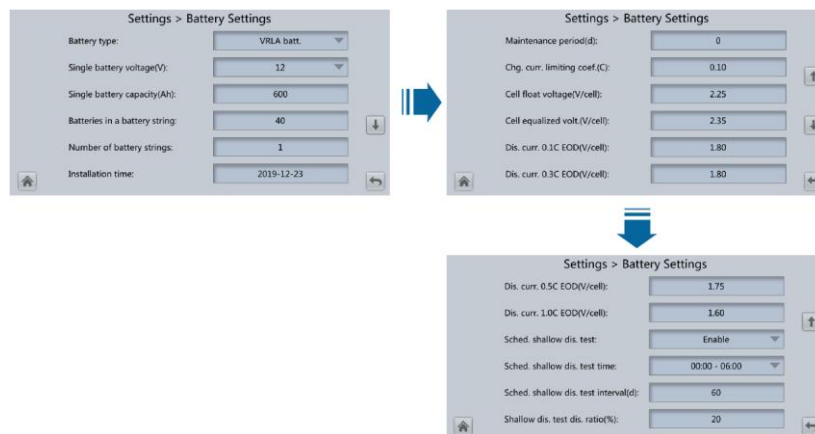 Settings > Battery Settings
Battery type: VRLA batt.
Single battery voltage(V): 12
Single battery capacity(Ah): 600
Batteries in a battery string: 40
Number of battery strings: 1
Installation time: 2019-12-23
Settings > Battery Settings
Maintenance period(d): 0
Chg. curr. limiting coef.(C): 0.10
Cell float voltage(V/cell): 2.25
Cell equalized volt.(V/cell): 2.35
Dis. curr. 0.1C EOD(V/cell): 1.80
Dis. curr. 0.3C EOD(V/cell): 1.80
Settings > Battery Settings
Dis. curr. 0.5C EOD(V/cell): 1.75
Dis. curr. 1.0C EOD(V/cell): 1.60
Sched. shallow dis. test: Enable
Sched. shallow dis. test time: 00:00 - 06:00
Sched. shallow dis. test interval(d): 60
Shallow dis. test dis. ratio(%): 20